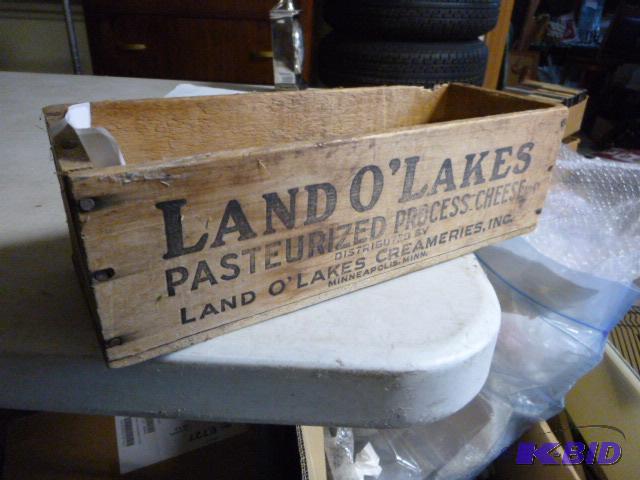 LAND O'LAKES
PASTEURIZED PROCESS CHEESE
DISTRIBUTED BY
LAND O'LAKES CREAMERIES, INC.
MINNEAPOLIS, MINN.
K-BID